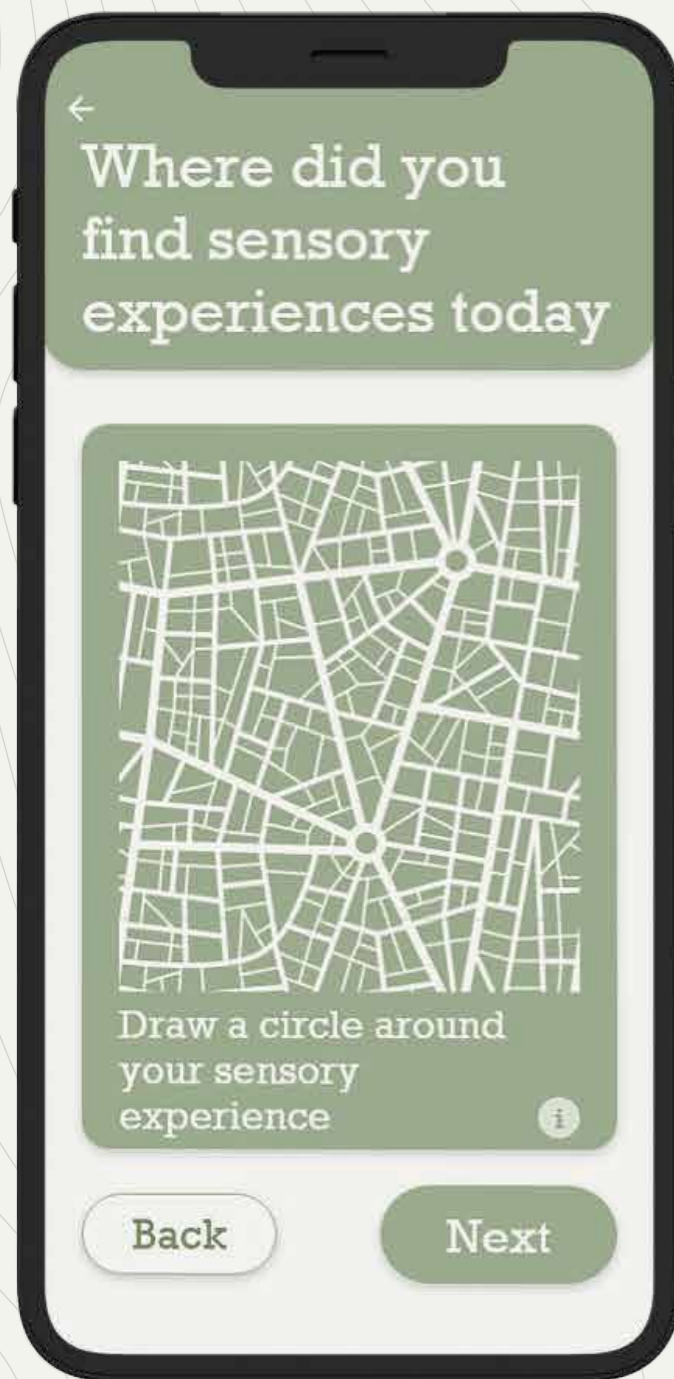 Where did you
find sensory
experiences today
Draw a circle around
your sensory
experience
i
Back
Next